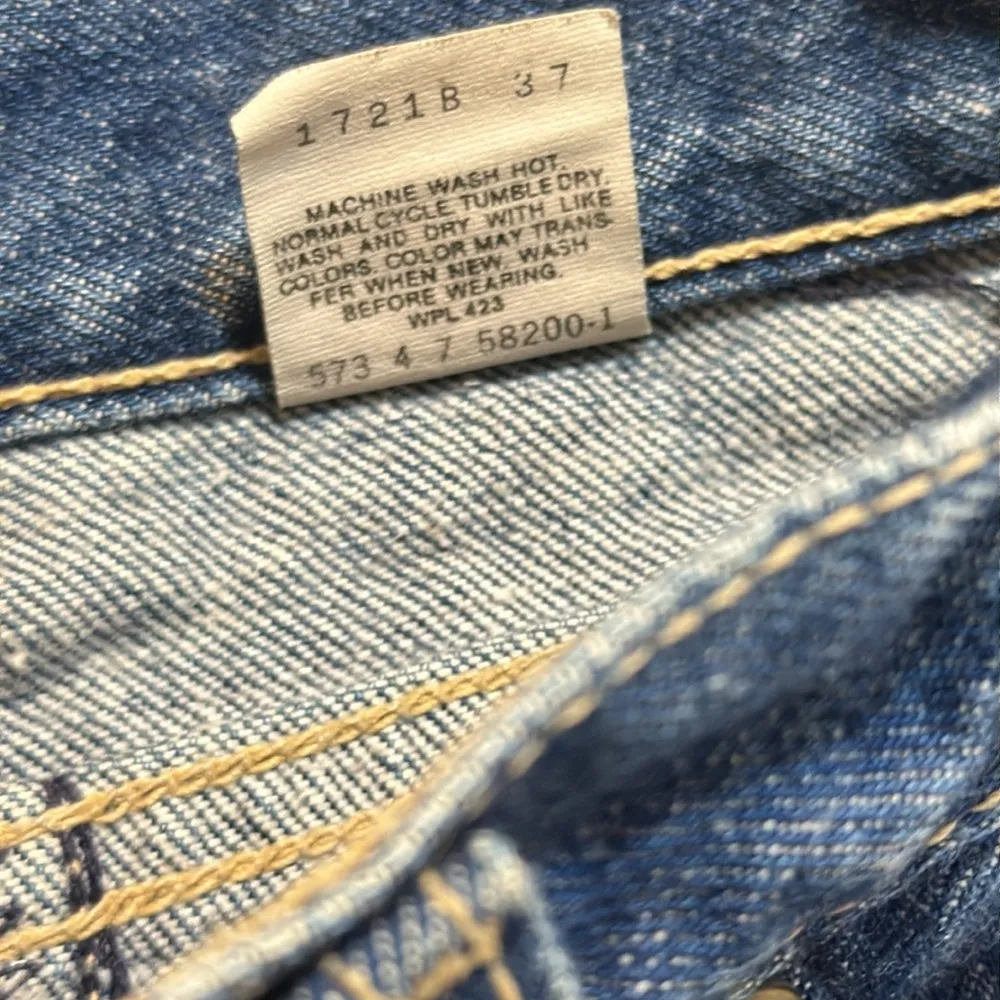 1721B 37
MACHINE WASH HOT,
NORMAL CYCLE TUMBLE DRY,
WASH AND DRY WITH LIKE
COLORS. COLOR MAY TRANS-
FER WHEN NEW, WASH
BEFORE WEARING.
WPL 423
573 4 7 58200-1